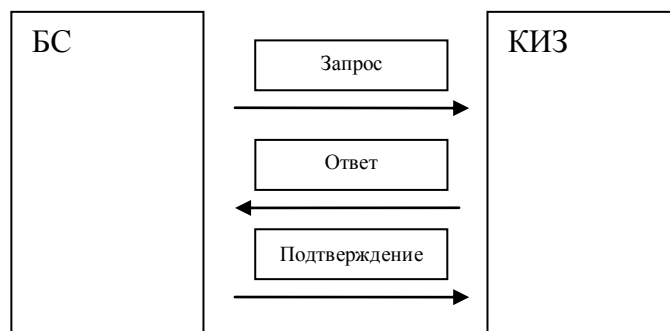 БС
КИЗ
Запрос
Ответ
Подтверждение